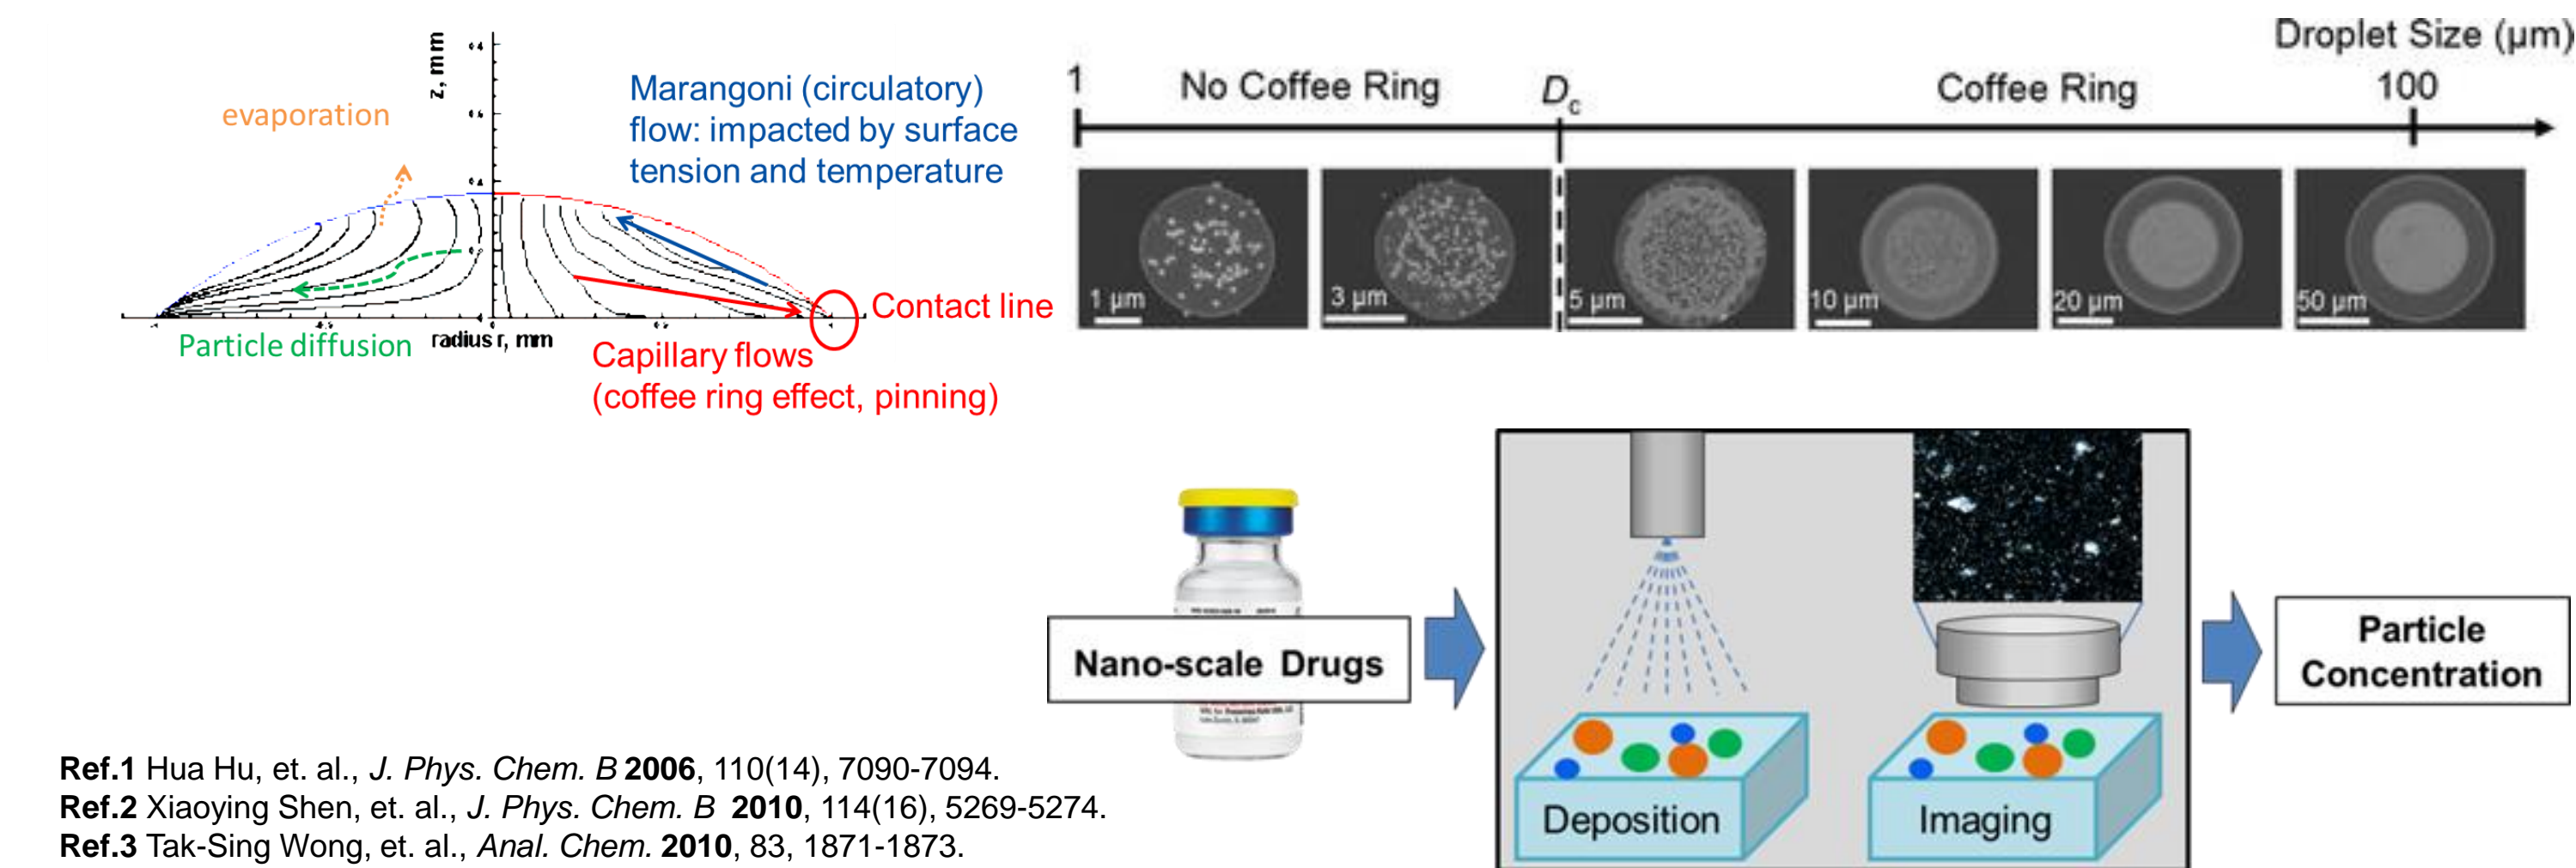 evaporation
z, mm
Marangoni (circulatory)
flow: impacted by surface
tension and temperature
Contact line
Particle diffusion
radius r, mm
Capillary flows
(coffee ring effect, pinning)
Droplet Size (µm)
1
No Coffee Ring
Dc
Coffee Ring
100
1 µm
3 µm
5 µm
10 µm
20 µm
50 µm
Nano-scale Drugs
Deposition
Imaging
Particle
Concentration
Ref.1 Hua Hu, et. al., J. Phys. Chem. B 2006, 110(14), 7090-7094.
Ref.2 Xiaoying Shen, et. al., J. Phys. Chem. B 2010, 114(16), 5269-5274.
Ref.3 Tak-Sing Wong, et. al., Anal. Chem. 2010, 83, 1871-1873.